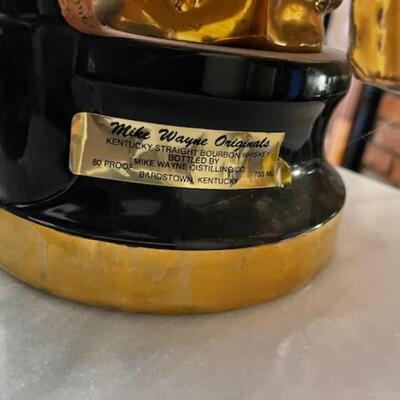 Mike Wayne Originals
KENTUCKY STRAIGHT BOURBON WHISKEY
BOTTLED BY
80 PROOF MIKE WAYNE DISTILLING CO 750 ML
BARDSTOWN, KENTUCKY